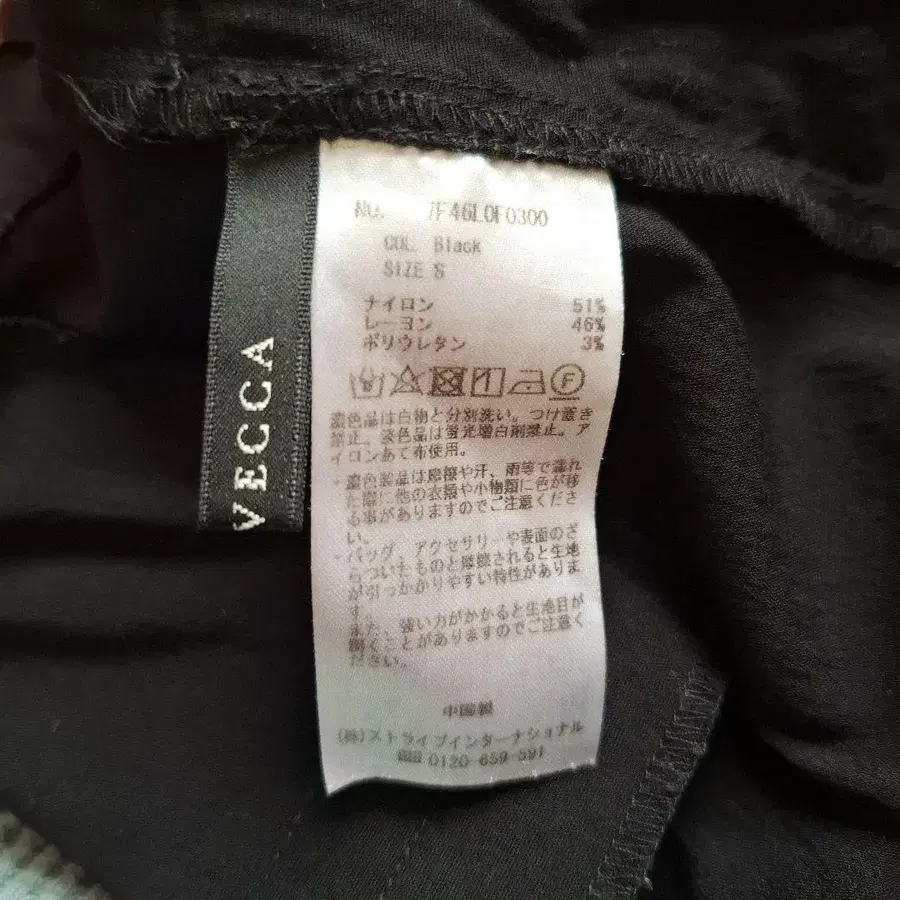 VECCA
NO. 7F46L0F0300
COL. Black
SIZE S
ナイロン 51%
レーヨン 46%
ポリウレタン 3%
F
濃色品は白物と分別洗い。つけ置き
禁止。淡色品は蛍光増白剤禁止。ア
イロンあて布使用。
・濃色製品は摩擦や汗、雨等で濡れ
た際に他の衣類や小物類に色が移
る事がありますのでご注意くださ
い。
・バッグ、アクセサリーや表面のざ
らついたものと摩擦されると生地
が引っかかりやすい特性がありま
す。
また、強い力がかかると生地目が
開くことがありますのでご注意く
ださい。
中国製
(株)ストライプインターナショナル
0120-659-591